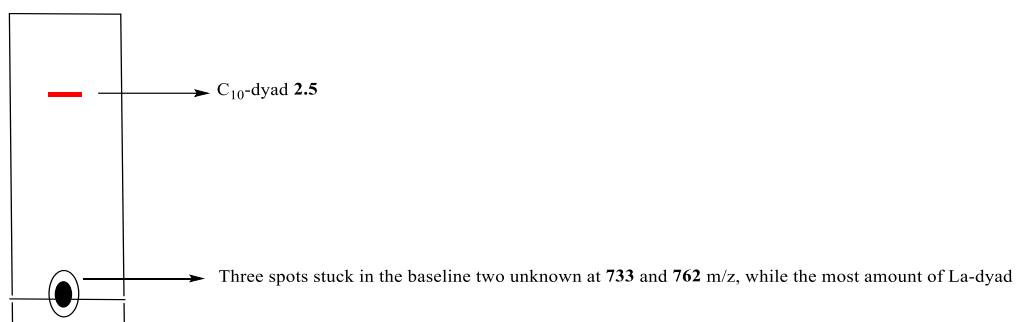 C₁₀-dyad 2.5
Three spots stuck in the baseline two unknown at 733 and 762 m/z, while the most amount of La-dyad